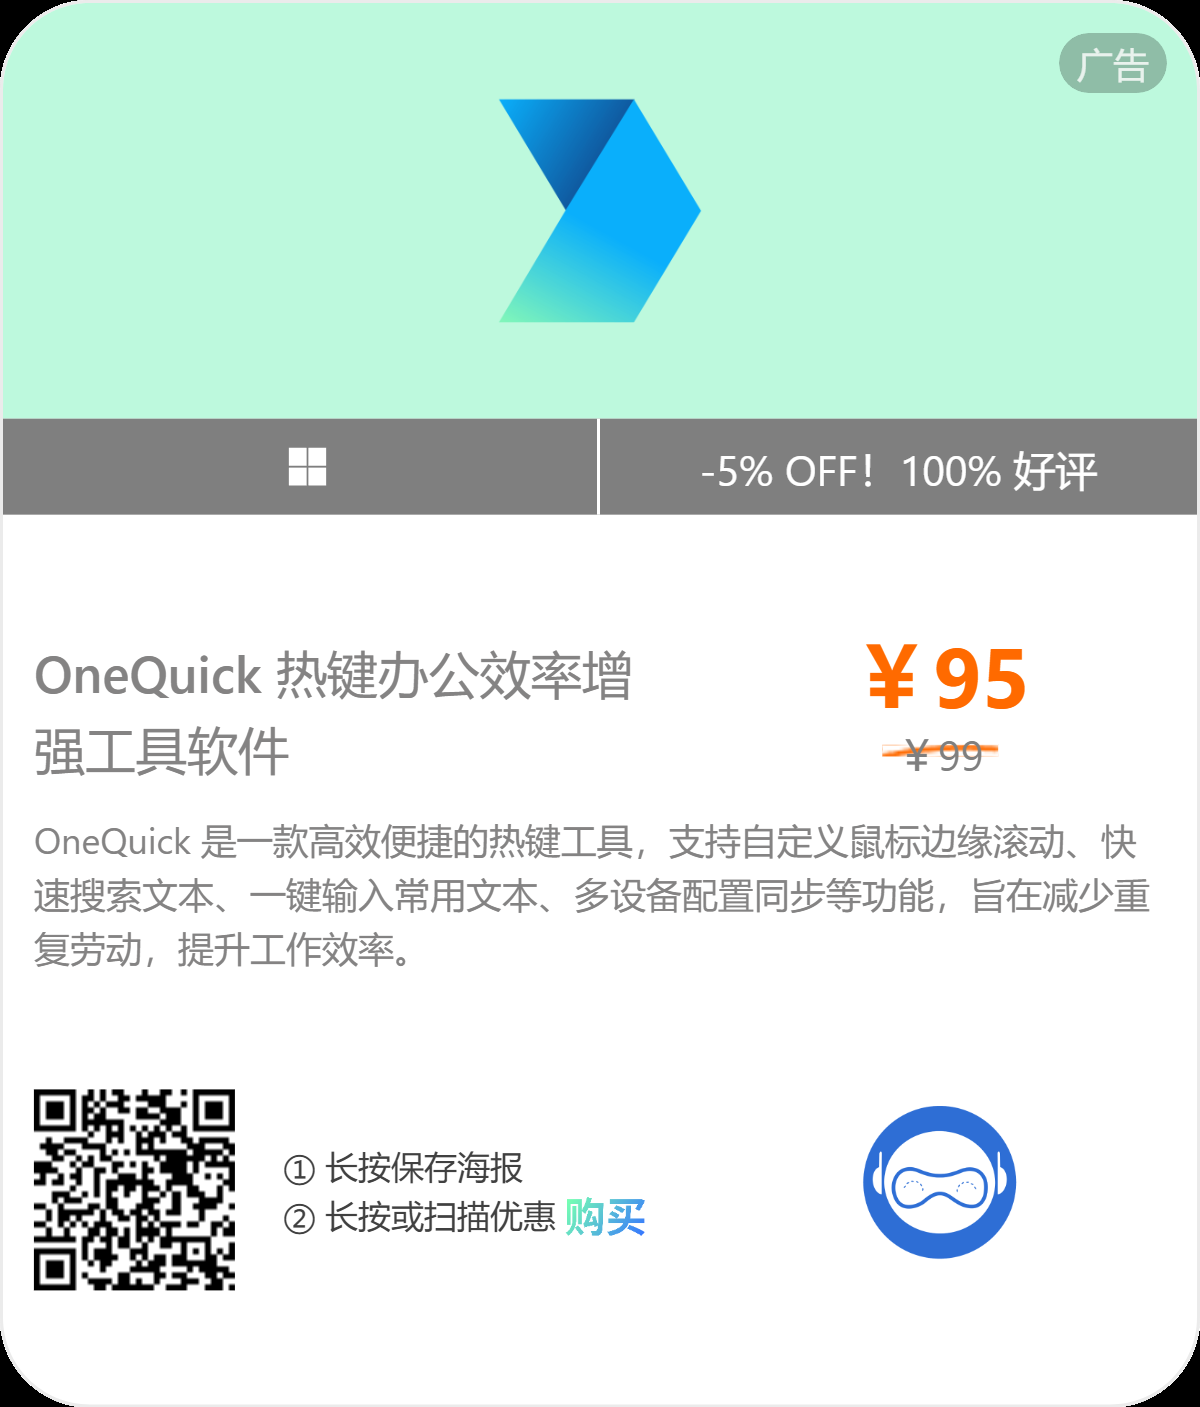 广告
-5% OFF！100% 好评
OneQuick 热键办公效率增
强工具软件
¥ 95
¥ 99
OneQuick 是一款高效便捷的热键工具，支持自定义鼠标边缘滚动、快
速搜索文本、一键输入常用文本、多设备配置同步等功能，旨在减少重
复劳动，提升工作效率。
① 长按保存海报
② 长按或扫描优惠 购买